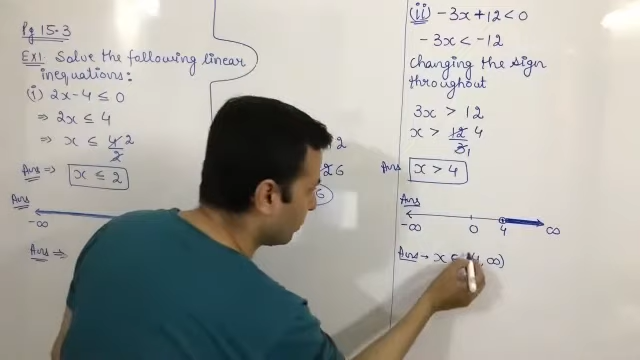 Pg 15.3
EX1. Solve the following linear
inequations:
(i) 2x-4 ≤ 0
⇒ 2x ≤ 4
⇒ x ≤ 4/2 2
Ans ⇒ x ≤ 2
Ans
-∞
Ans ⇒
2
26
6
(ii) -3x+12<0
-3x < -12
Changing the sign
throughout
3x > 12
x > 12/3 4
1
Ans x > 4
Ans
-∞ 0 4 ∞
Ans → x , ∞)